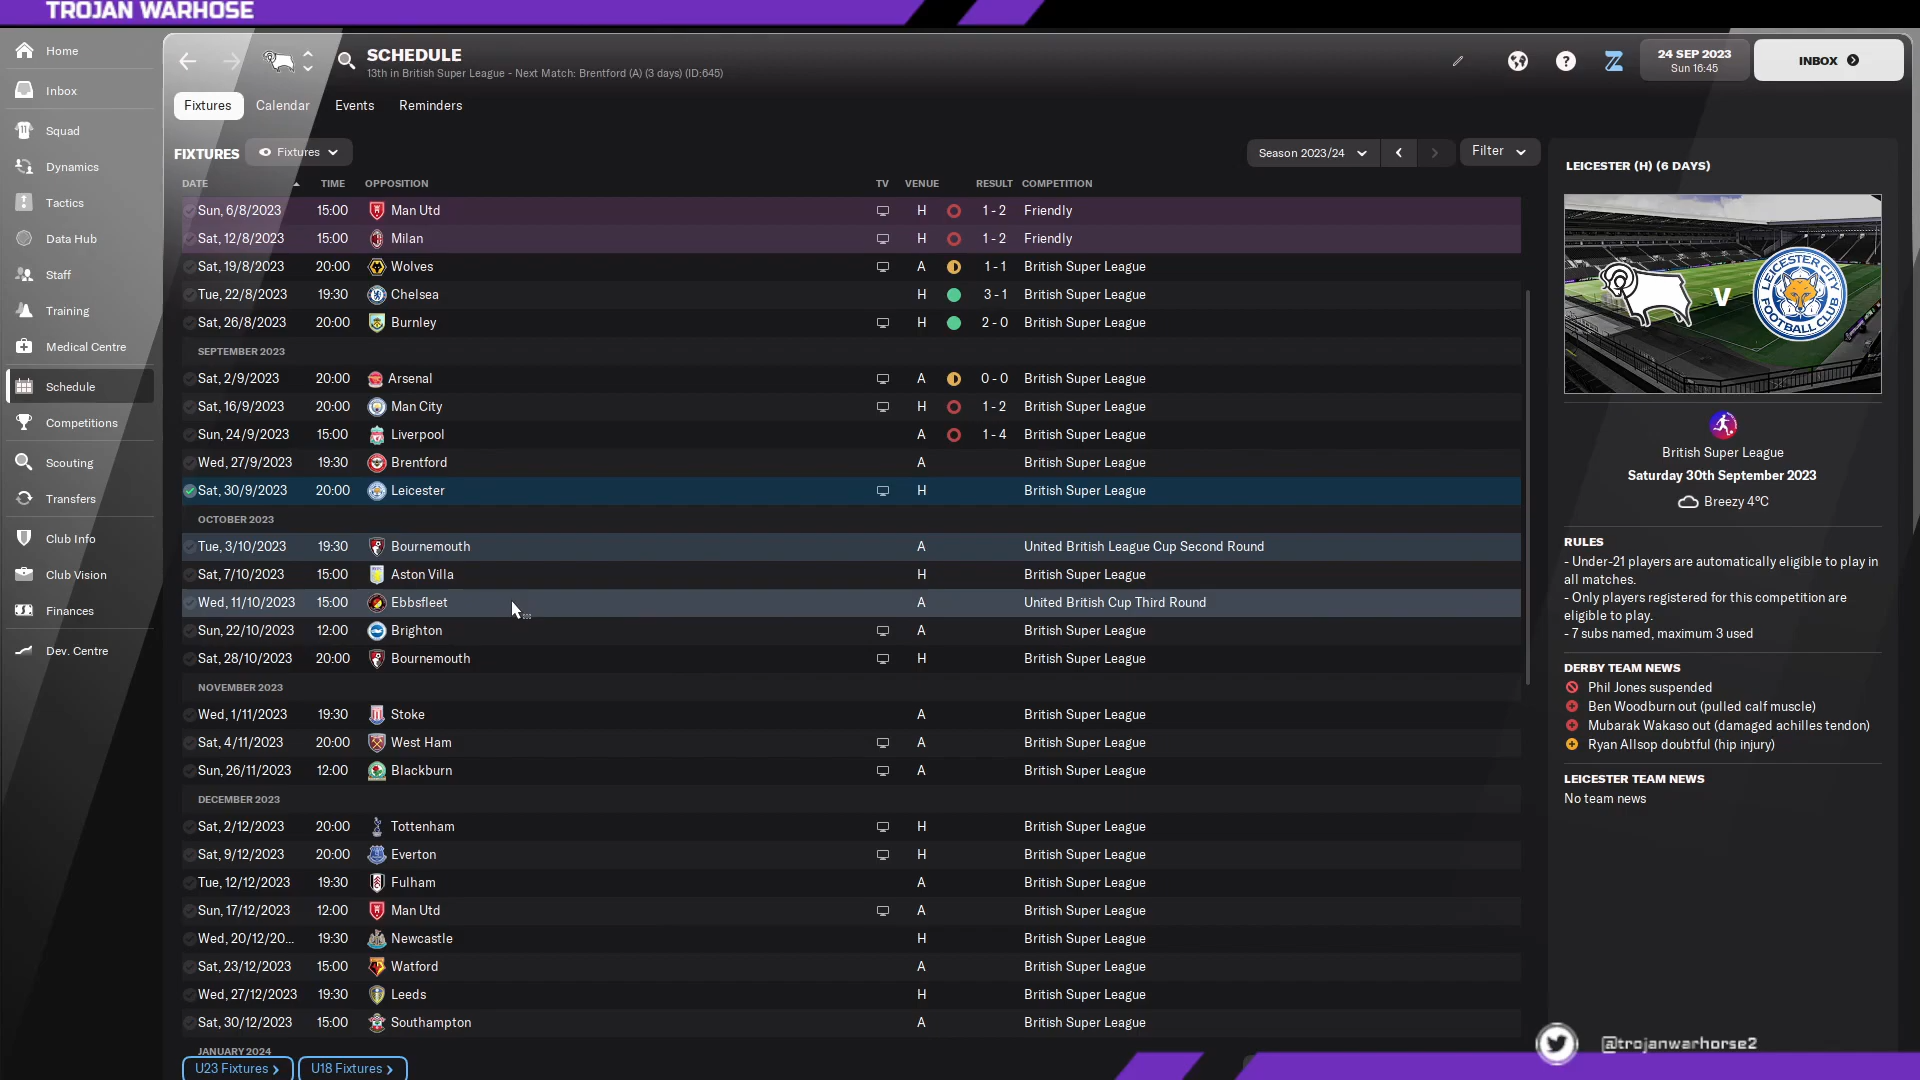 TROJAN WARHOSE
Home
Inbox
Squad
Dynamics
Tactics
Data Hub
Staff
Training
Medical Centre
Schedule
Competitions
Scouting
Transfers
Club Info
Club Vision
Finances
Dev. Centre
SCHEDULE
13th in British Super League - Next Match: Brentford (A) (3 days) (ID:645)
24 SEP 2023
Sun 16:45
INBOX
Fixtures Calendar Events Reminders
FIXTURES Fixtures Season 2023/24 Filter
DATE TIME OPPOSITION TV VENUE RESULT COMPETITION
Sun, 6/8/2023 15:00 Man Utd H 1 - 2 Friendly
Sat, 12/8/2023 15:00 Milan H 1 - 2 Friendly
Sat, 19/8/2023 20:00 Wolves A 1 - 1 British Super League
Tue, 22/8/2023 19:30 Chelsea H 3 - 1 British Super League
Sat, 26/8/2023 20:00 Burnley H 2 - 0 British Super League
SEPTEMBER 2023
Sat, 2/9/2023 20:00 Arsenal A 0 - 0 British Super League
Sat, 16/9/2023 20:00 Man City H 1 - 2 British Super League
Sun, 24/9/2023 15:00 Liverpool A 1 - 4 British Super League
Wed, 27/9/2023 19:30 Brentford A British Super League
Sat, 30/9/2023 20:00 Leicester H British Super League
OCTOBER 2023
Tue, 3/10/2023 19:30 Bournemouth A United British League Cup Second Round
Sat, 7/10/2023 15:00 Aston Villa H British Super League
Wed, 11/10/2023 15:00 Ebbsfleet A United British Cup Third Round
Sun, 22/10/2023 12:00 Brighton A British Super League
Sat, 28/10/2023 20:00 Bournemouth H British Super League
NOVEMBER 2023
Wed, 1/11/2023 19:30 Stoke A British Super League
Sat, 4/11/2023 20:00 West Ham A British Super League
Sun, 26/11/2023 12:00 Blackburn A British Super League
DECEMBER 2023
Sat, 2/12/2023 20:00 Tottenham H British Super League
Sat, 9/12/2023 20:00 Everton H British Super League
Tue, 12/12/2023 19:30 Fulham A British Super League
Sun, 17/12/2023 12:00 Man Utd A British Super League
Wed, 20/12/20... 19:30 Newcastle H British Super League
Sat, 23/12/2023 15:00 Watford A British Super League
Wed, 27/12/2023 19:30 Leeds H British Super League
Sat, 30/12/2023 15:00 Southampton A British Super League
JANUARY 2024
U23 Fixtures U18 Fixtures
LEICESTER (H) (6 DAYS)
V
LEICESTER CITY
FOOTBALL CLUB
British Super League
Saturday 30th September 2023
Breezy 4ºC
RULES
- Under-21 players are automatically eligible to play in
all matches.
- Only players registered for this competition are
eligible to play.
- 7 subs named, maximum 3 used
DERBY TEAM NEWS
Phil Jones suspended
Ben Woodburn out (pulled calf muscle)
Mubarak Wakaso out (damaged achilles tendon)
Ryan Allsop doubtful (hip injury)
LEICESTER TEAM NEWS
No team news
@trojanwarhorse2